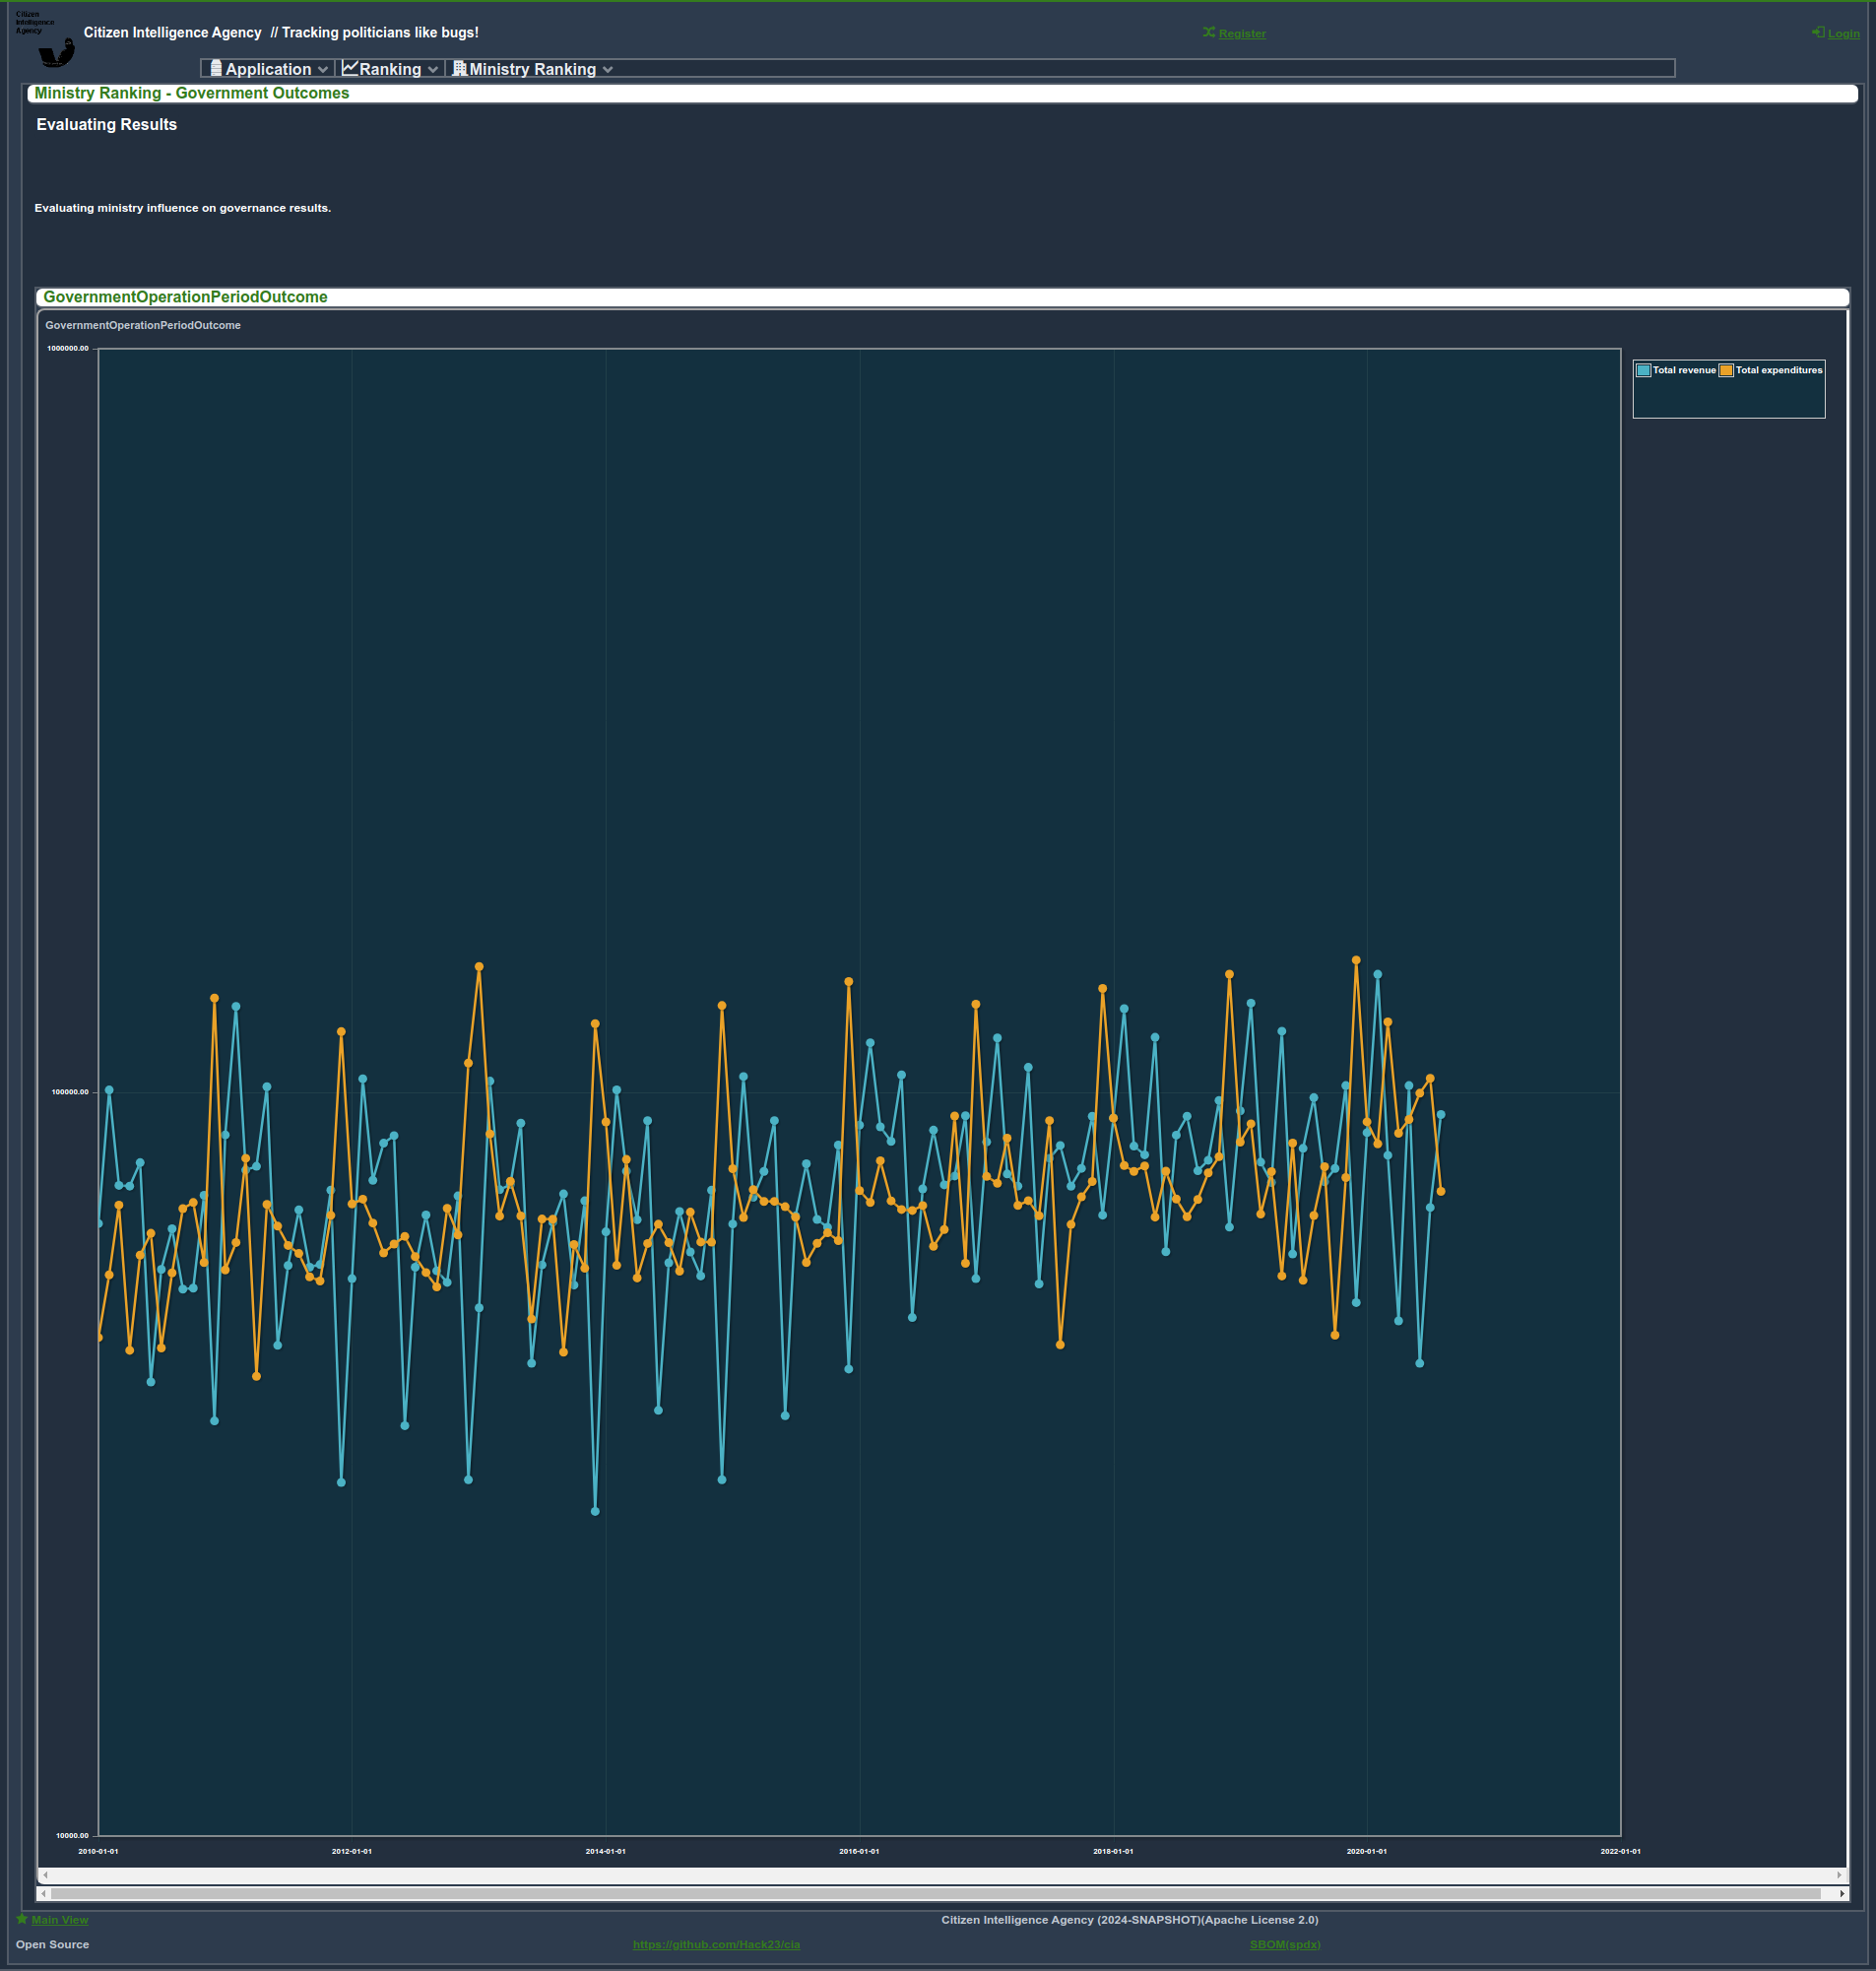 Citizen
Intelligence
Agency
Citizen Intelligence Agency // Tracking politicians like bugs!
Register
Login
Application
Ranking
Ministry Ranking
Ministry Ranking - Government Outcomes
Evaluating Results
Evaluating ministry influence on governance results.
GovernmentOperationPeriodOutcome
GovernmentOperationPeriodOutcome
1000000.00
Total revenue Total expenditures
100000.00
10000.00
2010-01-01 2012-01-01 2014-01-01 2016-01-01 2018-01-01 2020-01-01 2022-01-01
Main View
Citizen Intelligence Agency (2024-SNAPSHOT)(Apache License 2.0)
Open Source
https://github.com/Hack23/cia
SBOM(spdx)